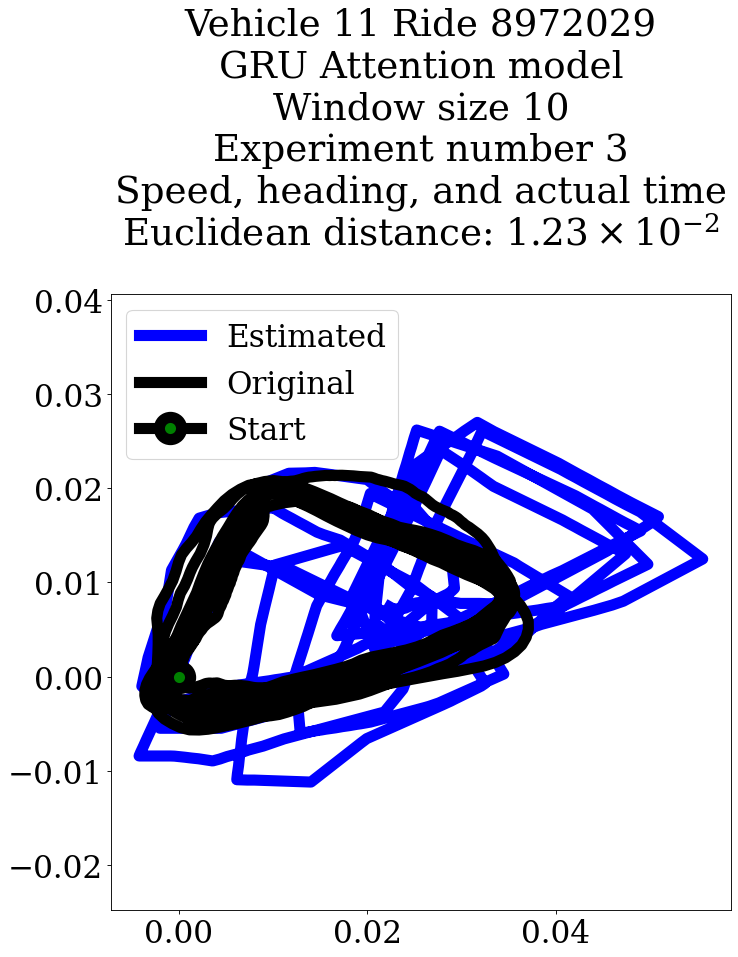 Vehicle 11 Ride 8972029
GRU Attention model
Window size 10
Experiment number 3
Speed, heading, and actual time
Euclidean distance: 1.23 × 10⁻²
0.04
Estimated
0.03
Original
Start
0.02
0.01
0.00
−0.01
−0.02
0.00 0.02 0.04